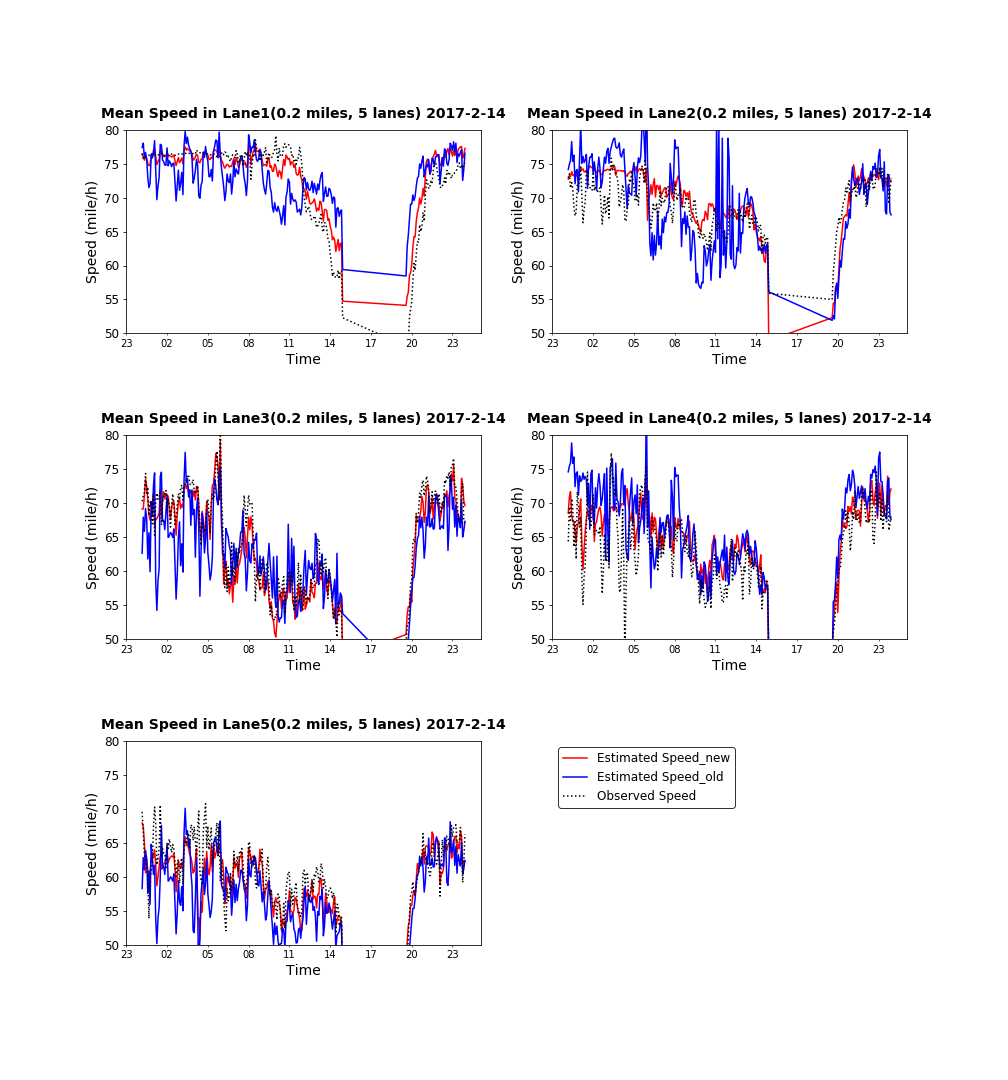 Mean Speed in Lane1(0.2 miles, 5 lanes) 2017-2-14
Speed (mile/h)
80
75
70
65
60
55
50
23 02 05 08 11 14 17 20 23
Time
Mean Speed in Lane2(0.2 miles, 5 lanes) 2017-2-14
Speed (mile/h)
80
75
70
65
60
55
50
23 02 05 08 11 14 17 20 23
Time
Mean Speed in Lane3(0.2 miles, 5 lanes) 2017-2-14
Speed (mile/h)
80
75
70
65
60
55
50
23 02 05 08 11 14 17 20 23
Time
Mean Speed in Lane4(0.2 miles, 5 lanes) 2017-2-14
Speed (mile/h)
80
75
70
65
60
55
50
23 02 05 08 11 14 17 20 23
Time
Mean Speed in Lane5(0.2 miles, 5 lanes) 2017-2-14
Speed (mile/h)
80
75
70
65
60
55
50
23 02 05 08 11 14 17 20 23
Time
Estimated Speed_new
Estimated Speed_old
Observed Speed